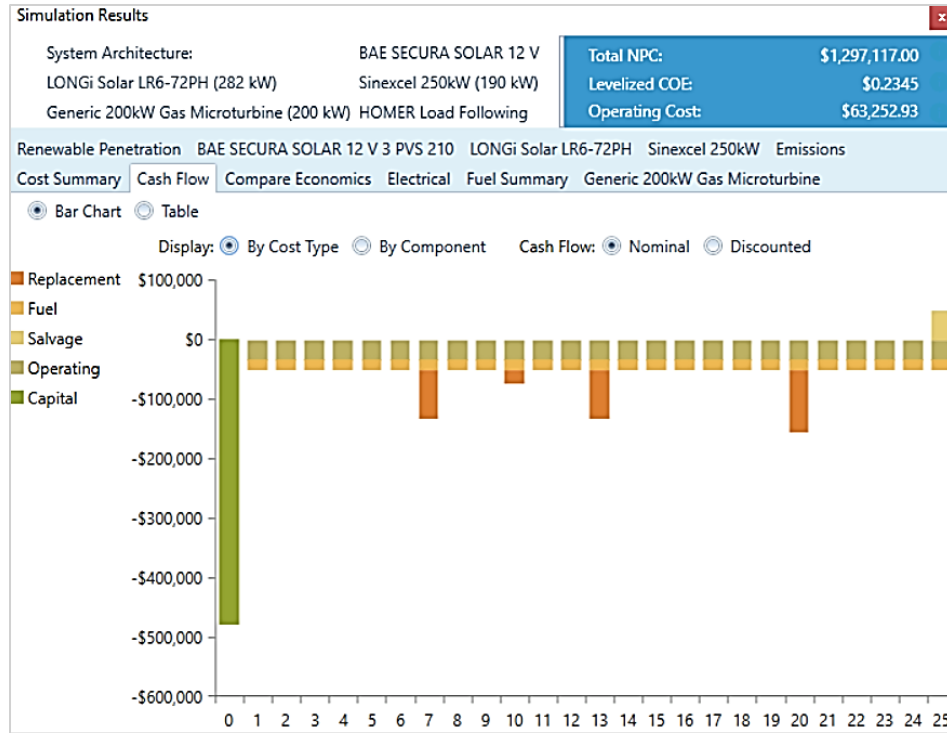 Simulation Results
x
System Architecture: BAE SECURA SOLAR 12 V
LONGi Solar LR6-72PH (282 kW) Sinexcel 250kW (190 kW)
Generic 200kW Gas Microturbine (200 kW) HOMER Load Following
Total NPC: $1,297,117.00
Levelized COE: $0.2345
Operating Cost: $63,252.93
Renewable Penetration BAE SECURA SOLAR 12 V 3 PVS 210 LONGi Solar LR6-72PH Sinexcel 250kW Emissions
Cost Summary Cash Flow Compare Economics Electrical Fuel Summary Generic 200kW Gas Microturbine
Bar Chart Table
Display: By Cost Type By Component Cash Flow: Nominal Discounted
Replacement
Fuel
Salvage
Operating
Capital
$100,000
$0
-$100,000
-$200,000
-$300,000
-$400,000
-$500,000
-$600,000
0 1 2 3 4 5 6 7 8 9 10 11 12 13 14 15 16 17 18 19 20 21 22 23 24 25